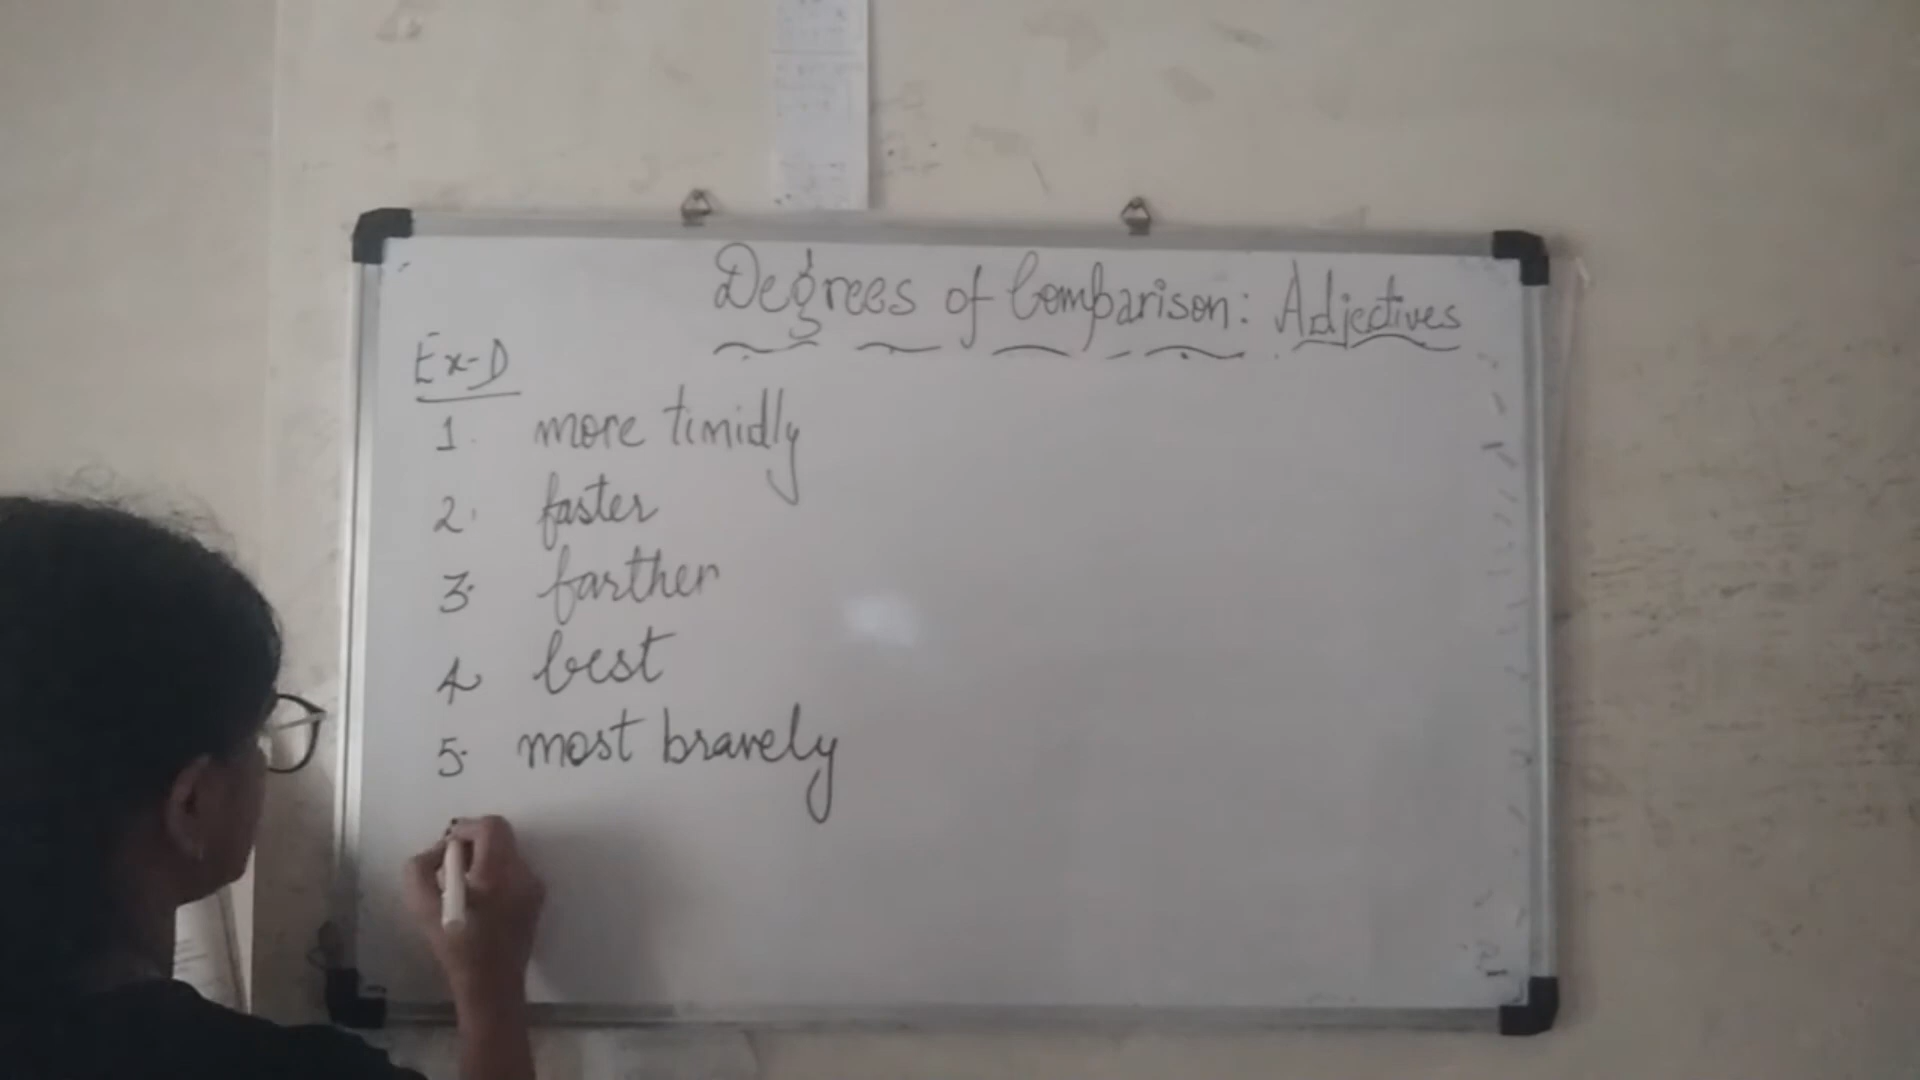 Degrees of Comparison: Adjectives
Ex-D
1. more timidly
2. faster
3. farther
4. best
5. most bravely